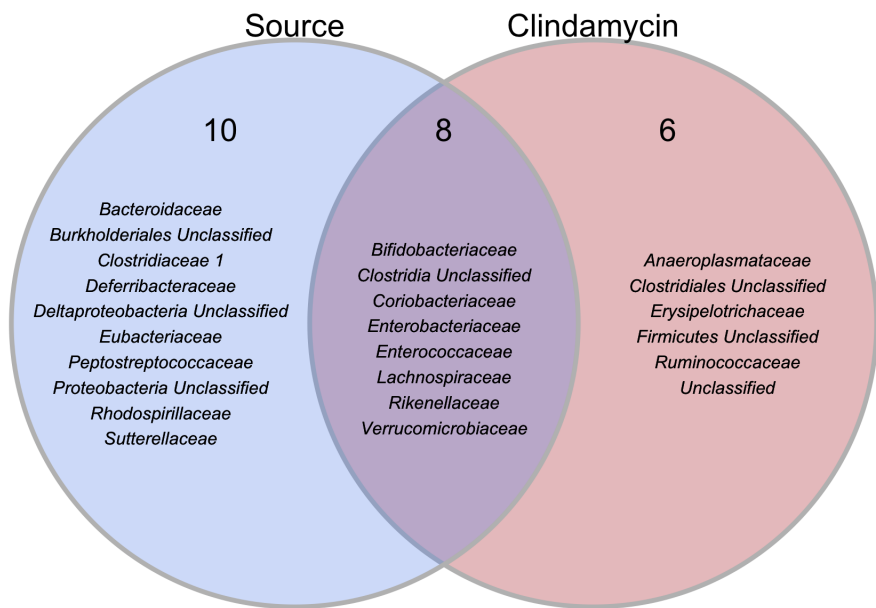 Source
Clindamycin
10
8
6
Bacteroidaceae
Burkholderiales Unclassified
Clostridiaceae 1
Deferribacteraceae
Deltaproteobacteria Unclassified
Eubacteriaceae
Peptostreptococcaceae
Proteobacteria Unclassified
Rhodospirillaceae
Sutterellaceae
Bifidobacteriaceae
Clostridia Unclassified
Coriobacteriaceae
Enterobacteriaceae
Enterococcaceae
Lachnospiraceae
Rikenellaceae
Verrucomicrobiaceae
Anaeroplasmataceae
Clostridiales Unclassified
Erysipelotrichaceae
Firmicutes Unclassified
Ruminococcaceae
Unclassified